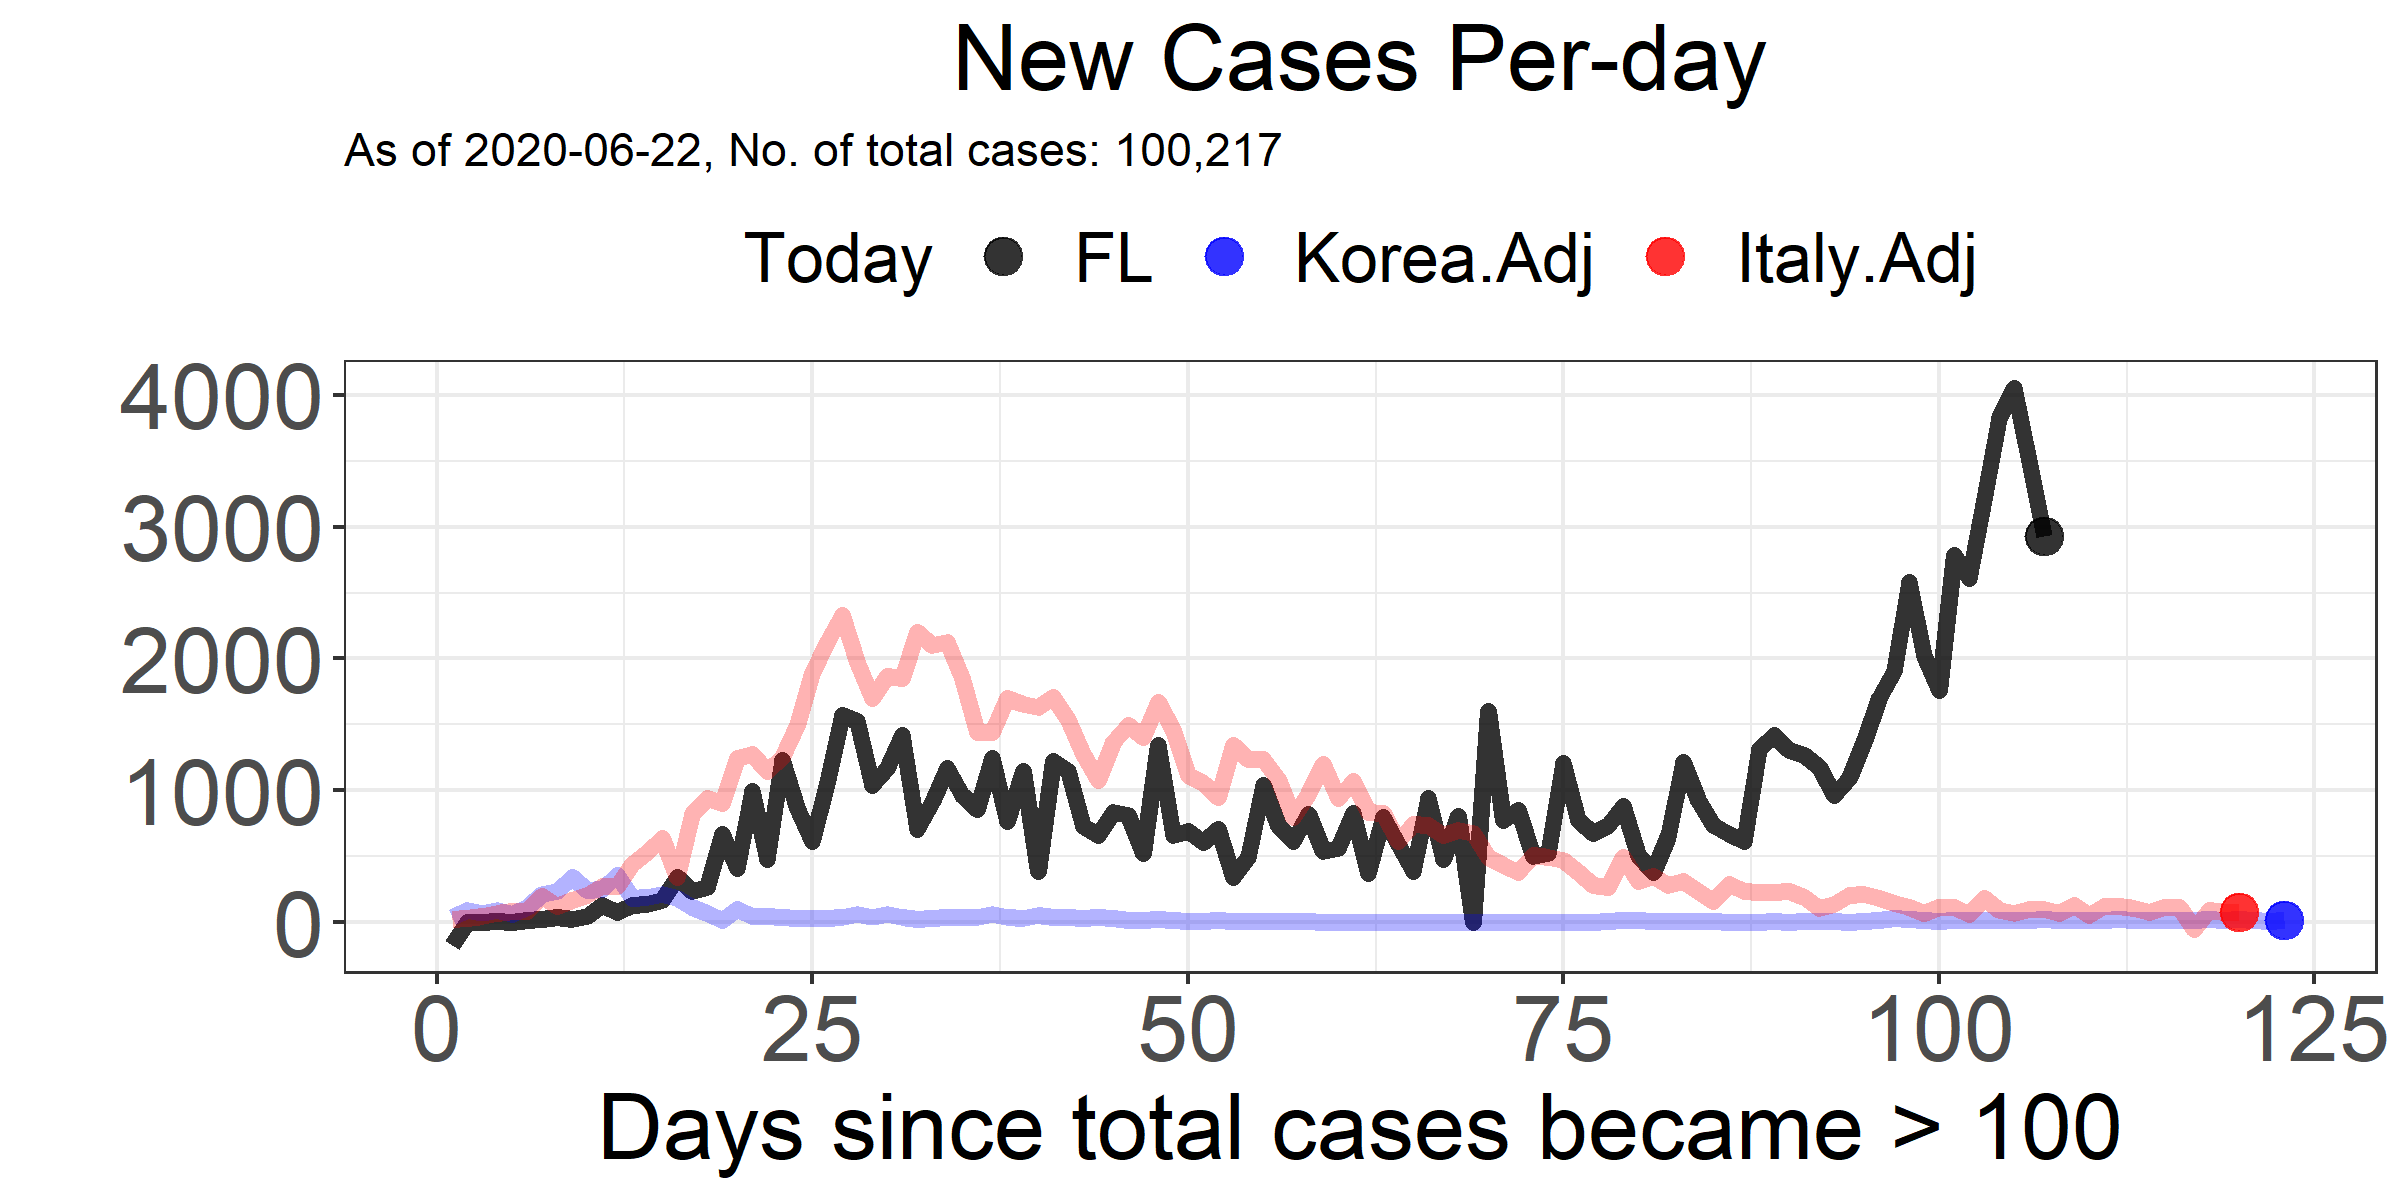 New Cases Per-day
As of 2020-06-22, No. of total cases: 100,217
Today FL Korea.Adj Italy.Adj
4000
3000
2000
1000
0
0 25 50 75 100 125
Days since total cases became > 100